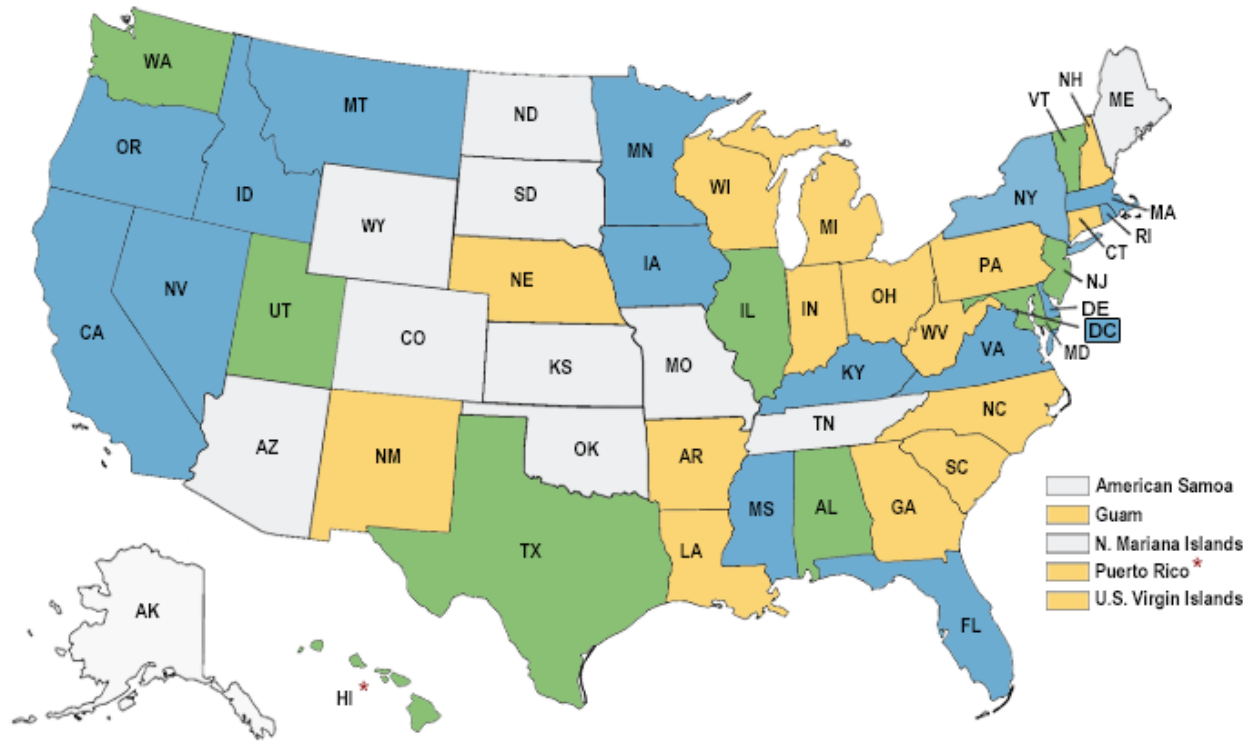 WA
OR
CA
NV
ID
MT
WY
UT
AZ
CO
NM
ND
SD
NE
KS
OK
TX
MN
IA
MO
AR
LA
WI
IL
MI
IN
OH
KY
TN
MS
AL
GA
FL
SC
NC
VA
WV
PA
NY
VT
NH
ME
MA
RI
CT
NJ
DE
DC
MD
AK
HI *
American Samoa
Guam
N. Mariana Islands
Puerto Rico *
U.S. Virgin Islands